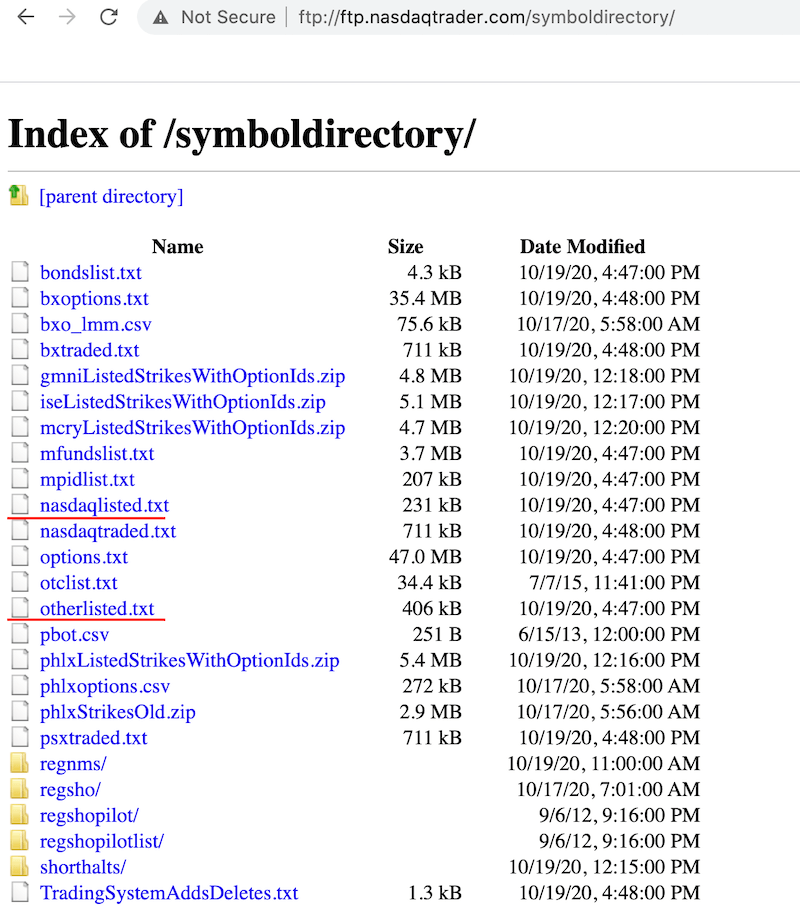 Not Secure | ftp://ftp.nasdaqtrader.com/symboldirectory/
Index of /symboldirectory/
[parent directory]
Name Size Date Modified
bondslist.txt 4.3 kB 10/19/20, 4:47:00 PM
bxoptions.txt 35.4 MB 10/19/20, 4:48:00 PM
bxo_lmm.csv 75.6 kB 10/17/20, 5:58:00 AM
bxtraded.txt 711 kB 10/19/20, 4:48:00 PM
gmniListedStrikesWithOptionIds.zip 4.8 MB 10/19/20, 12:18:00 PM
iseListedStrikesWithOptionIds.zip 5.1 MB 10/19/20, 12:17:00 PM
mcryListedStrikesWithOptionIds.zip 4.7 MB 10/19/20, 12:20:00 PM
mfundslist.txt 3.7 MB 10/19/20, 4:47:00 PM
mpidlist.txt 207 kB 10/19/20, 4:47:00 PM
nasdaqlisted.txt 231 kB 10/19/20, 4:47:00 PM
nasdaqtraded.txt 711 kB 10/19/20, 4:48:00 PM
options.txt 47.0 MB 10/19/20, 4:47:00 PM
otclist.txt 34.4 kB 7/7/15, 11:41:00 PM
otherlisted.txt 406 kB 10/19/20, 4:47:00 PM
pbot.csv 251 B 6/15/13, 12:00:00 PM
phlxListedStrikesWithOptionIds.zip 5.4 MB 10/19/20, 12:16:00 PM
phlxoptions.csv 272 kB 10/17/20, 5:58:00 AM
phlxStrikesOld.zip 2.9 MB 10/17/20, 5:56:00 AM
psxtraded.txt 711 kB 10/19/20, 4:48:00 PM
regnms/ 10/19/20, 11:00:00 AM
regsho/ 10/17/20, 7:01:00 AM
regshopilot/ 9/6/12, 9:16:00 PM
regshopilotlist/ 9/6/12, 9:16:00 PM
shorthalts/ 10/19/20, 12:15:00 PM
TradingSystemAddsDeletes.txt 1.3 kB 10/19/20, 4:48:00 PM